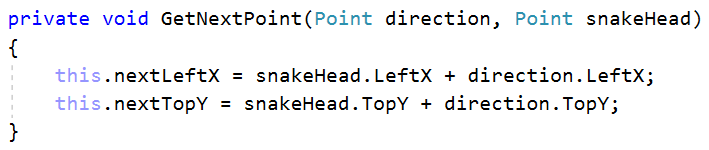 private void GetNextPoint(Point direction, Point snakeHead)
{
    this.nextLeftX = snakeHead.LeftX + direction.LeftX;
    this.nextTopY = snakeHead.TopY + direction.TopY;
}